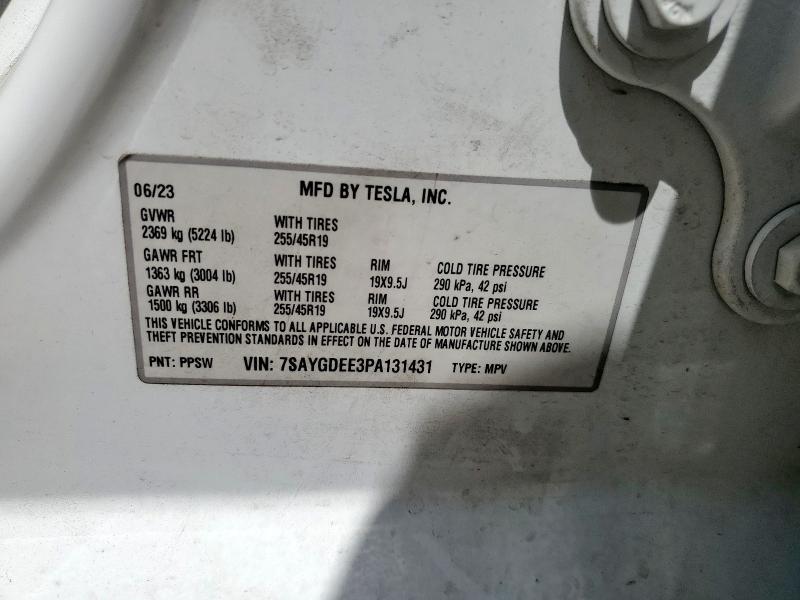 06/23 MFD BY TESLA, INC.
GVWR
2369 kg (5224 lb) WITH TIRES 255/45R19
GAWR FRT WITH TIRES RIM COLD TIRE PRESSURE
1363 kg (3004 lb) 255/45R19 19X9.5J 290 kPa, 42 psi
GAWR RR WITH TIRES RIM COLD TIRE PRESSURE
1500 kg (3306 lb) 255/45R19 19X9.5J 290 kPa, 42 psi
THIS VEHICLE CONFORMS TO ALL APPLICABLE U.S. FEDERAL MOTOR VEHICLE SAFETY AND
THEFT PREVENTION STANDARDS IN EFFECT ON THE DATE OF MANUFACTURE SHOWN ABOVE.
PNT: PPSW VIN: 7SAYGDEE3PA131431 TYPE: MPV